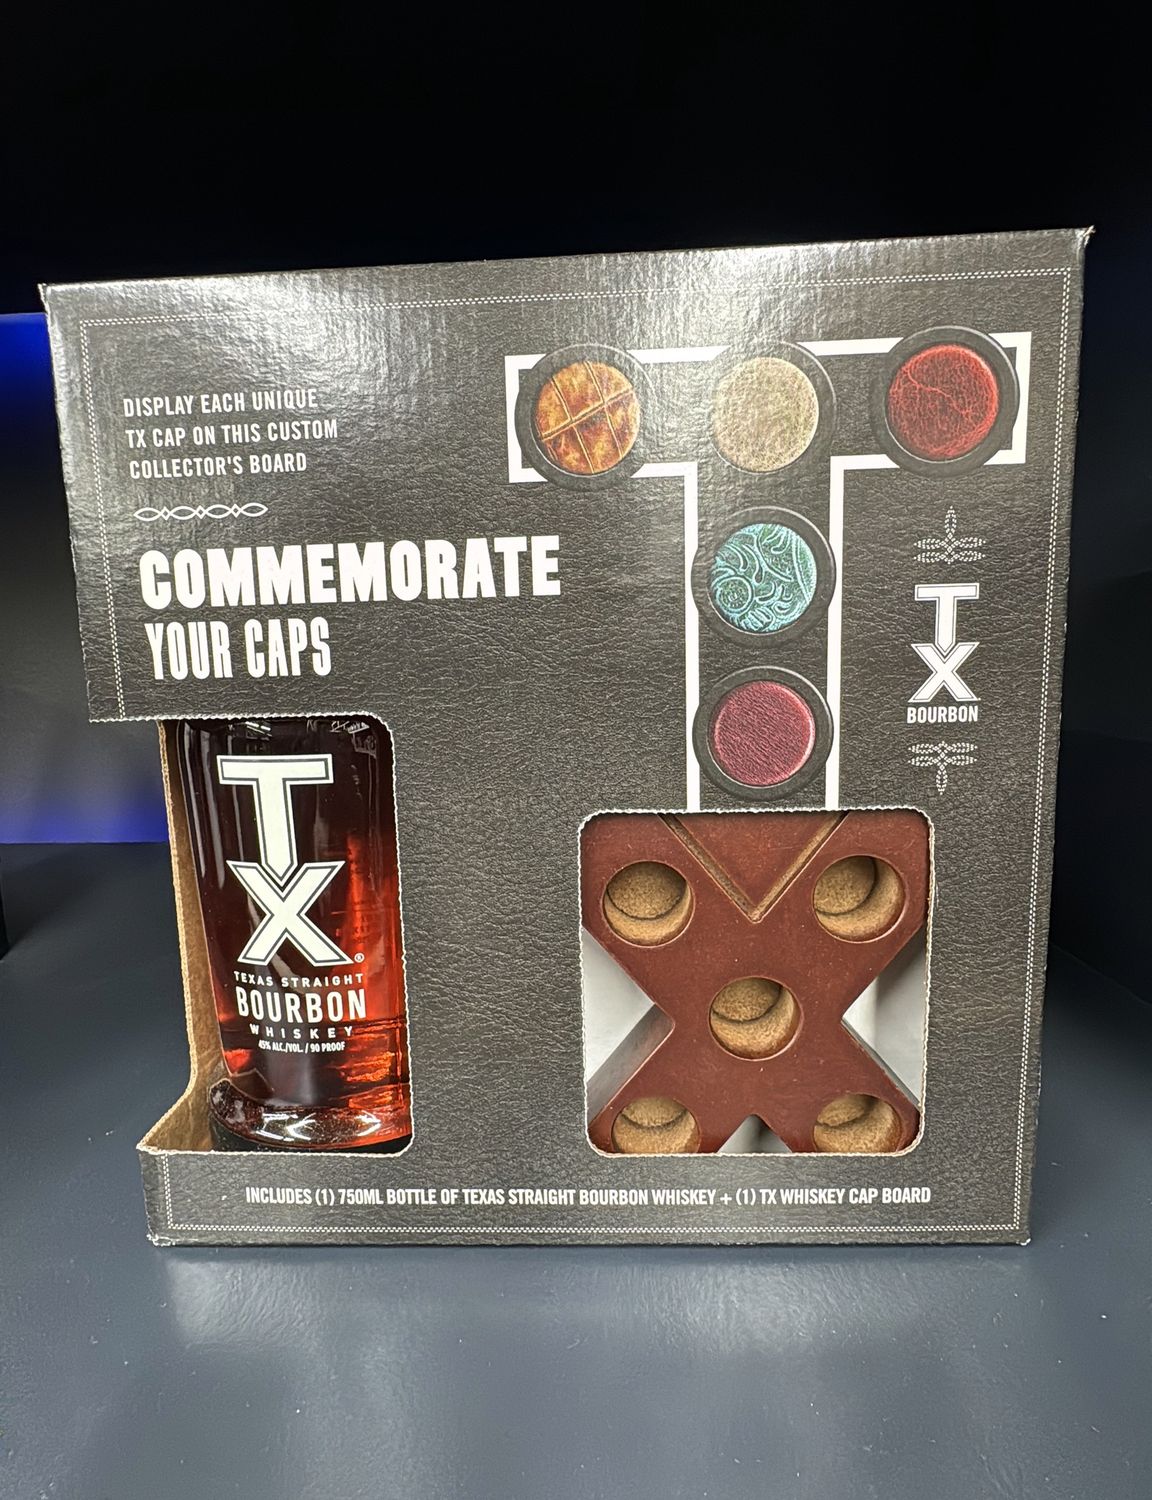 DISPLAY EACH UNIQUE
TX CAP ON THIS CUSTOM
COLLECTOR'S BOARD
COMMEMORATE
YOUR CAPS
TX
BOURBON
TX®
TEXAS STRAIGHT
BOURBON
WHISKEY
45% ALC./VOL. / 90 PROOF
INCLUDES (1) 750ML BOTTLE OF TEXAS STRAIGHT BOURBON WHISKEY + (1) TX WHISKEY CAP BOARD